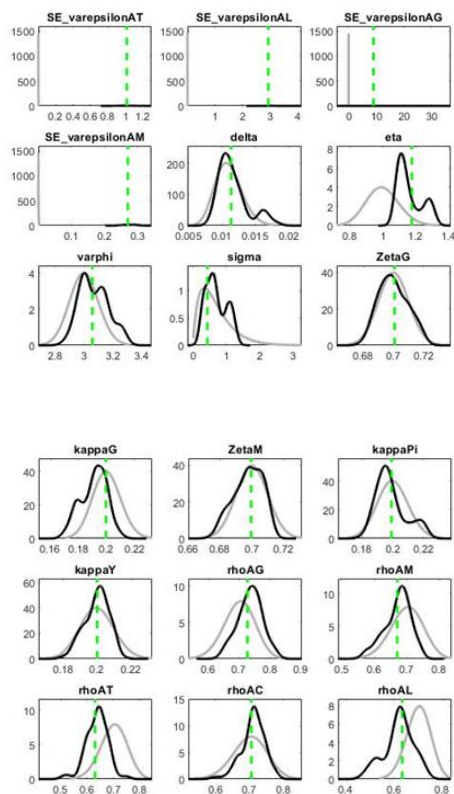 SE_varepsilonAT SE_varepsilonAL SE_varepsilonAG
1500 1500 1500
1000 1000 1000
500 500 500
0 0 0
0.2 0.4 0.6 0.8 1 1.2 1 2 3 4 0 10 20 30
SE_varepsilonAM delta eta
1500 8
1000 200 6
500 100 4
2
0 0 0
0.1 0.2 0.3 0.005 0.01 0.015 0.02 0.8 1 1.2 1.4
varphi sigma ZetaG
4 1 40
2 0.5 20
0 0 0
2.8 3 3.2 3.4 0 1 2 3 0.68 0.7 0.72
kappaG ZetaM kappaPi
40 40 40
20 20 20
0 0 0
0.16 0.18 0.2 0.22 0.66 0.68 0.7 0.72 0.18 0.2 0.22
kappaY rhoAG rhoAM
60 10 10
40
20 5 5
0 0 0
0.18 0.2 0.22 0.6 0.7 0.8 0.9 0.5 0.6 0.7 0.8
rhoAT rhoAC rhoAL
10 15 8
10 6
5 5 4
2
0 0 0
0.5 0.6 0.7 0.8 0.5 0.6 0.7 0.8 0.4 0.6 0.8